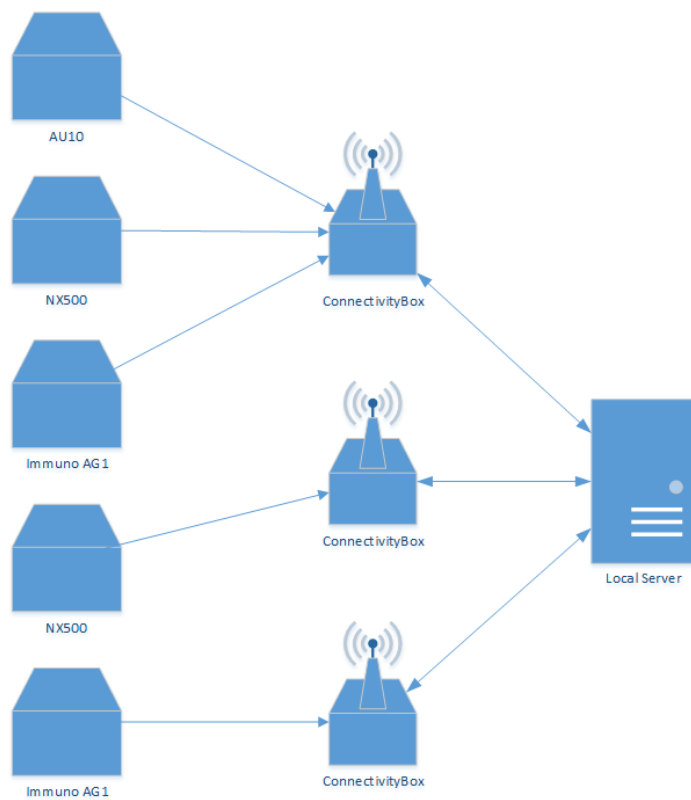 AU10
NX500
ConnectivityBox
Immuno AG1
ConnectivityBox
Local Server
NX500
Immuno AG1
ConnectivityBox